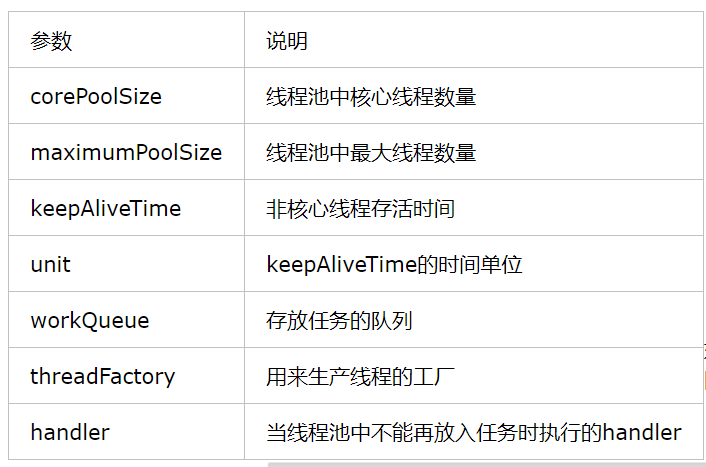 参数 说明
corePoolSize 线程池中核心线程数量
maximumPoolSize 线程池中最大线程数量
keepAliveTime 非核心线程存活时间
unit keepAliveTime的时间单位
workQueue 存放任务的队列
threadFactory 用来生产线程的工厂
handler 当线程池中不能再放入任务时执行的handler